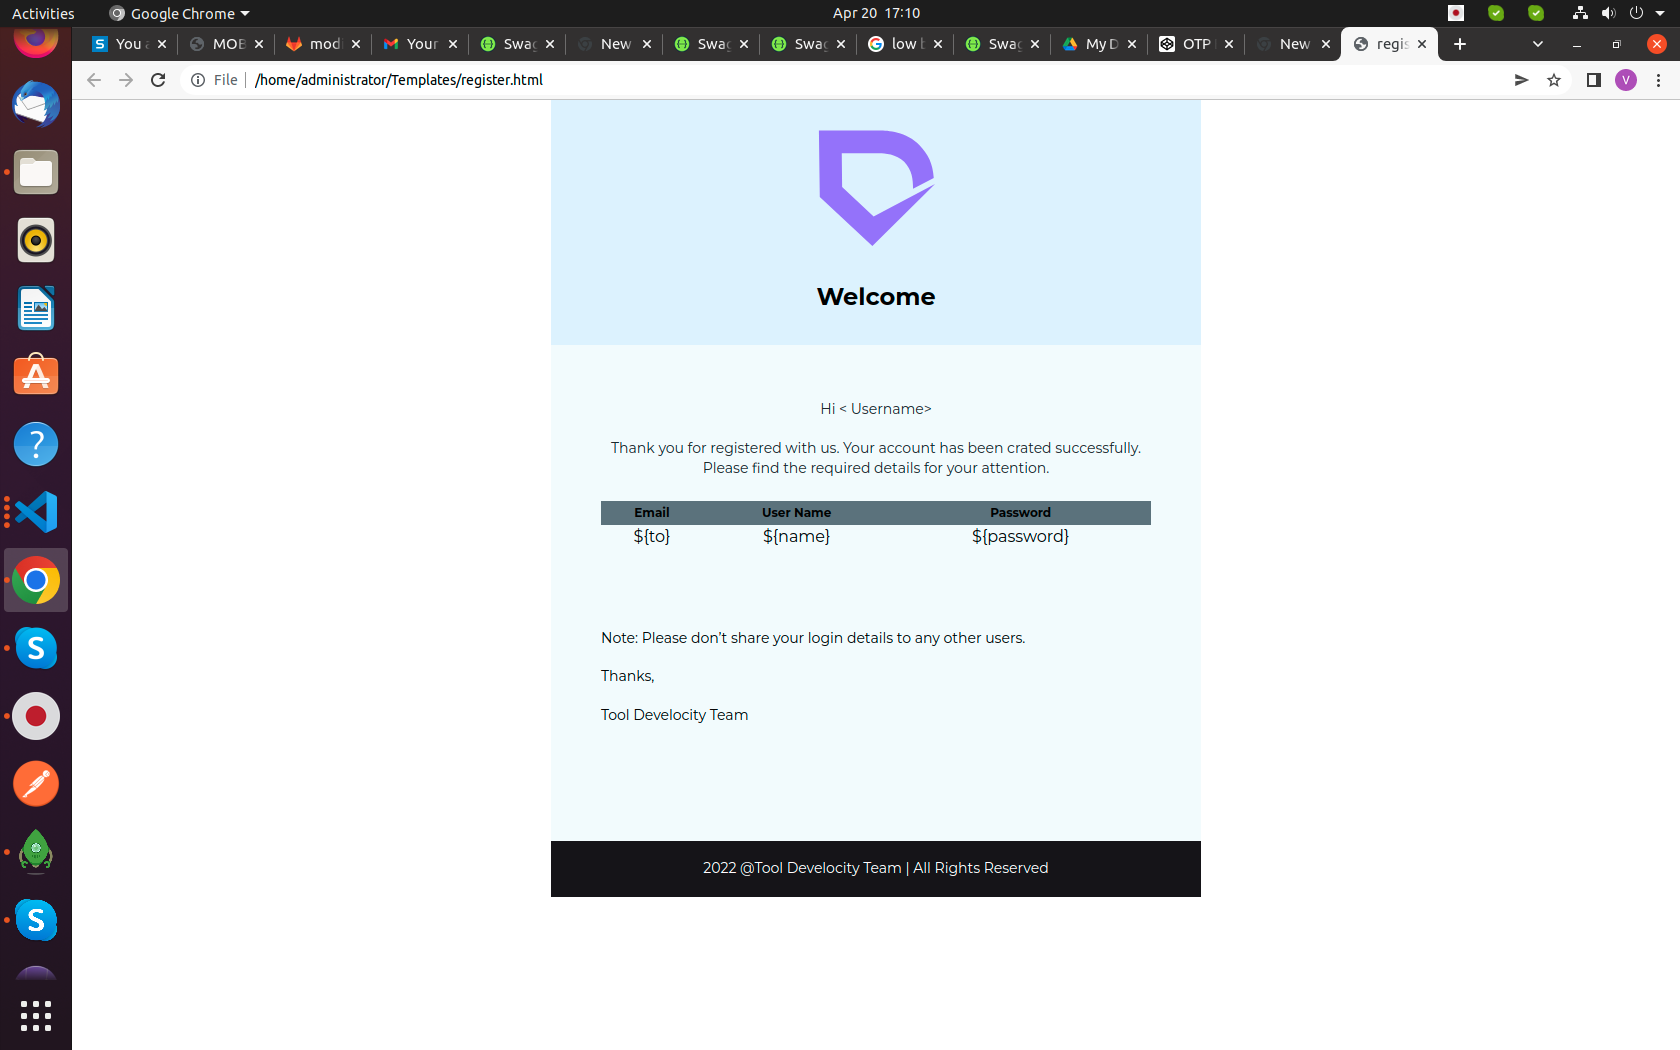 Activities
Google Chrome
Apr 20 17:10
You
MOB
mod
Your
Swag
New
Swag
Swag
low b
Swag
My D
OTP
New
regis
File
/home/administrator/Templates/register.html
V
Welcome
Hi < Username>
Thank you for registered with us. Your account has been crated successfully.
Please find the required details for your attention.
Email User Name Password
${to} ${name} ${password}
Note: Please don’t share your login details to any other users.
Thanks,
Tool Develocity Team
2022 @Tool Develocity Team | All Rights Reserved